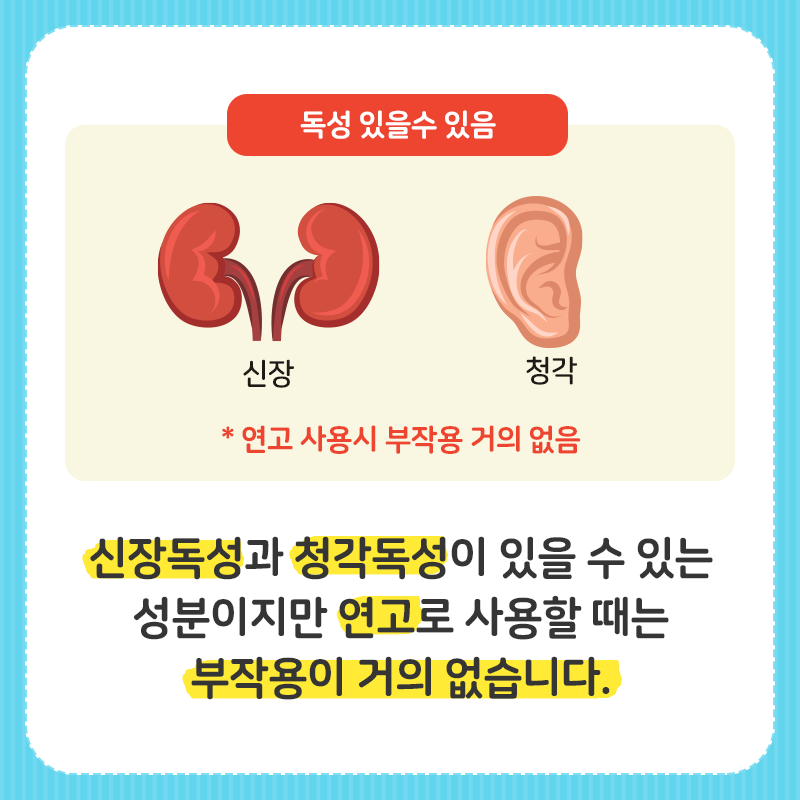 독성 있을수 있음
신장
청각
* 연고 사용시 부작용 거의 없음
신장독성과 청각독성이 있을 수 있는
성분이지만 연고로 사용할 때는
부작용이 거의 없습니다.